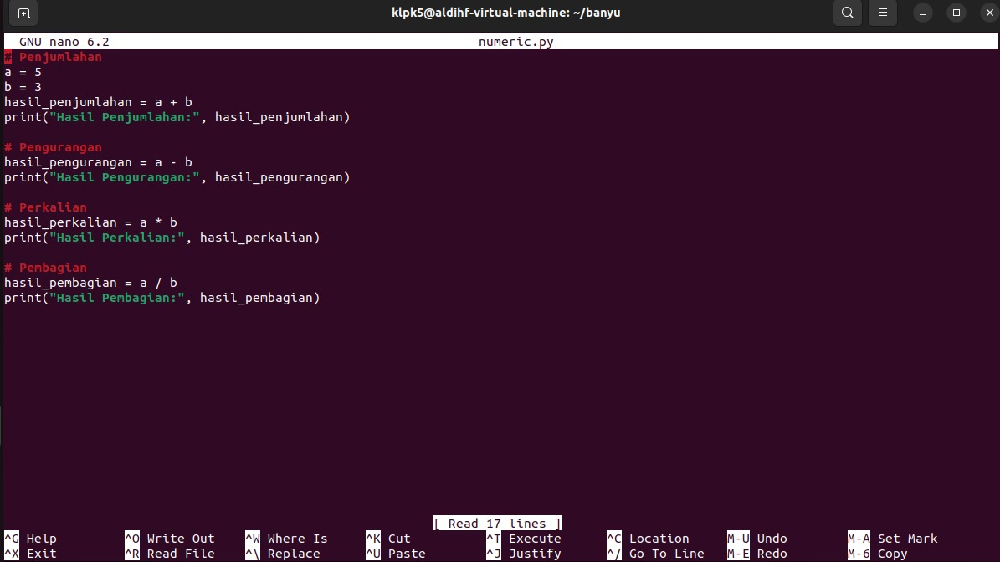 klpk5@aldihf-virtual-machine: ~/banyu
GNU nano 6.2 numeric.py
# Penjumlahan
a = 5
b = 3
hasil_penjumlahan = a + b
print("Hasil Penjumlahan:", hasil_penjumlahan)

# Pengurangan
hasil_pengurangan = a - b
print("Hasil Pengurangan:", hasil_pengurangan)

# Perkalian
hasil_perkalian = a * b
print("Hasil Perkalian:", hasil_perkalian)

# Pembagian
hasil_pembagian = a / b
print("Hasil Pembagian:", hasil_pembagian)

[ Read 17 lines ]
^G Help ^O Write Out ^W Where Is ^K Cut ^T Execute ^C Location M-U Undo M-A Set Mark
^X Exit ^R Read File ^\ Replace ^U Paste ^J Justify ^/ Go To Line M-E Redo M-6 Copy